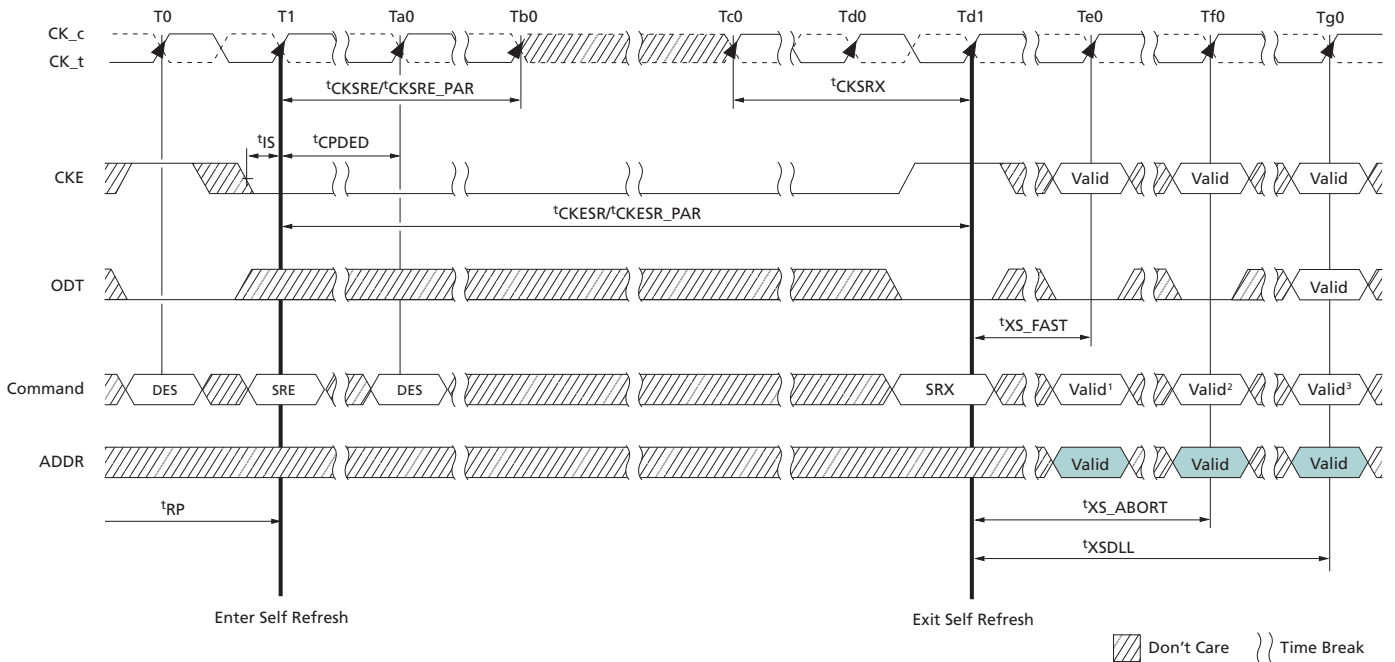 T0 T1 Ta0 Tb0 Tc0 Td0 Td1 Te0 Tf0 Tg0
CK_c
CK_t
tCKSRE/tCKSRE_PAR tCKSRX
tIS tCPDED
CKE Valid Valid Valid
tCKESR/tCKESR_PAR
ODT Valid
tXS_FAST
Command DES SRE DES SRX Valid1 Valid2 Valid3
ADDR Valid Valid Valid
tRP tXS_ABORT
tXSDLL
Enter Self Refresh Exit Self Refresh
Don't Care Time Break